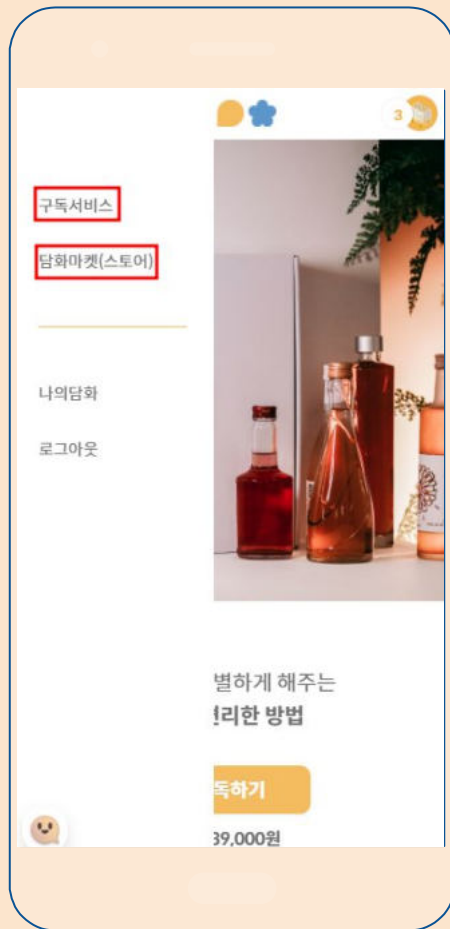 3
구독서비스
담화마켓(스토어)
나의담화
로그아웃
별하게 해주는
리한 방법
독하기
39,000원